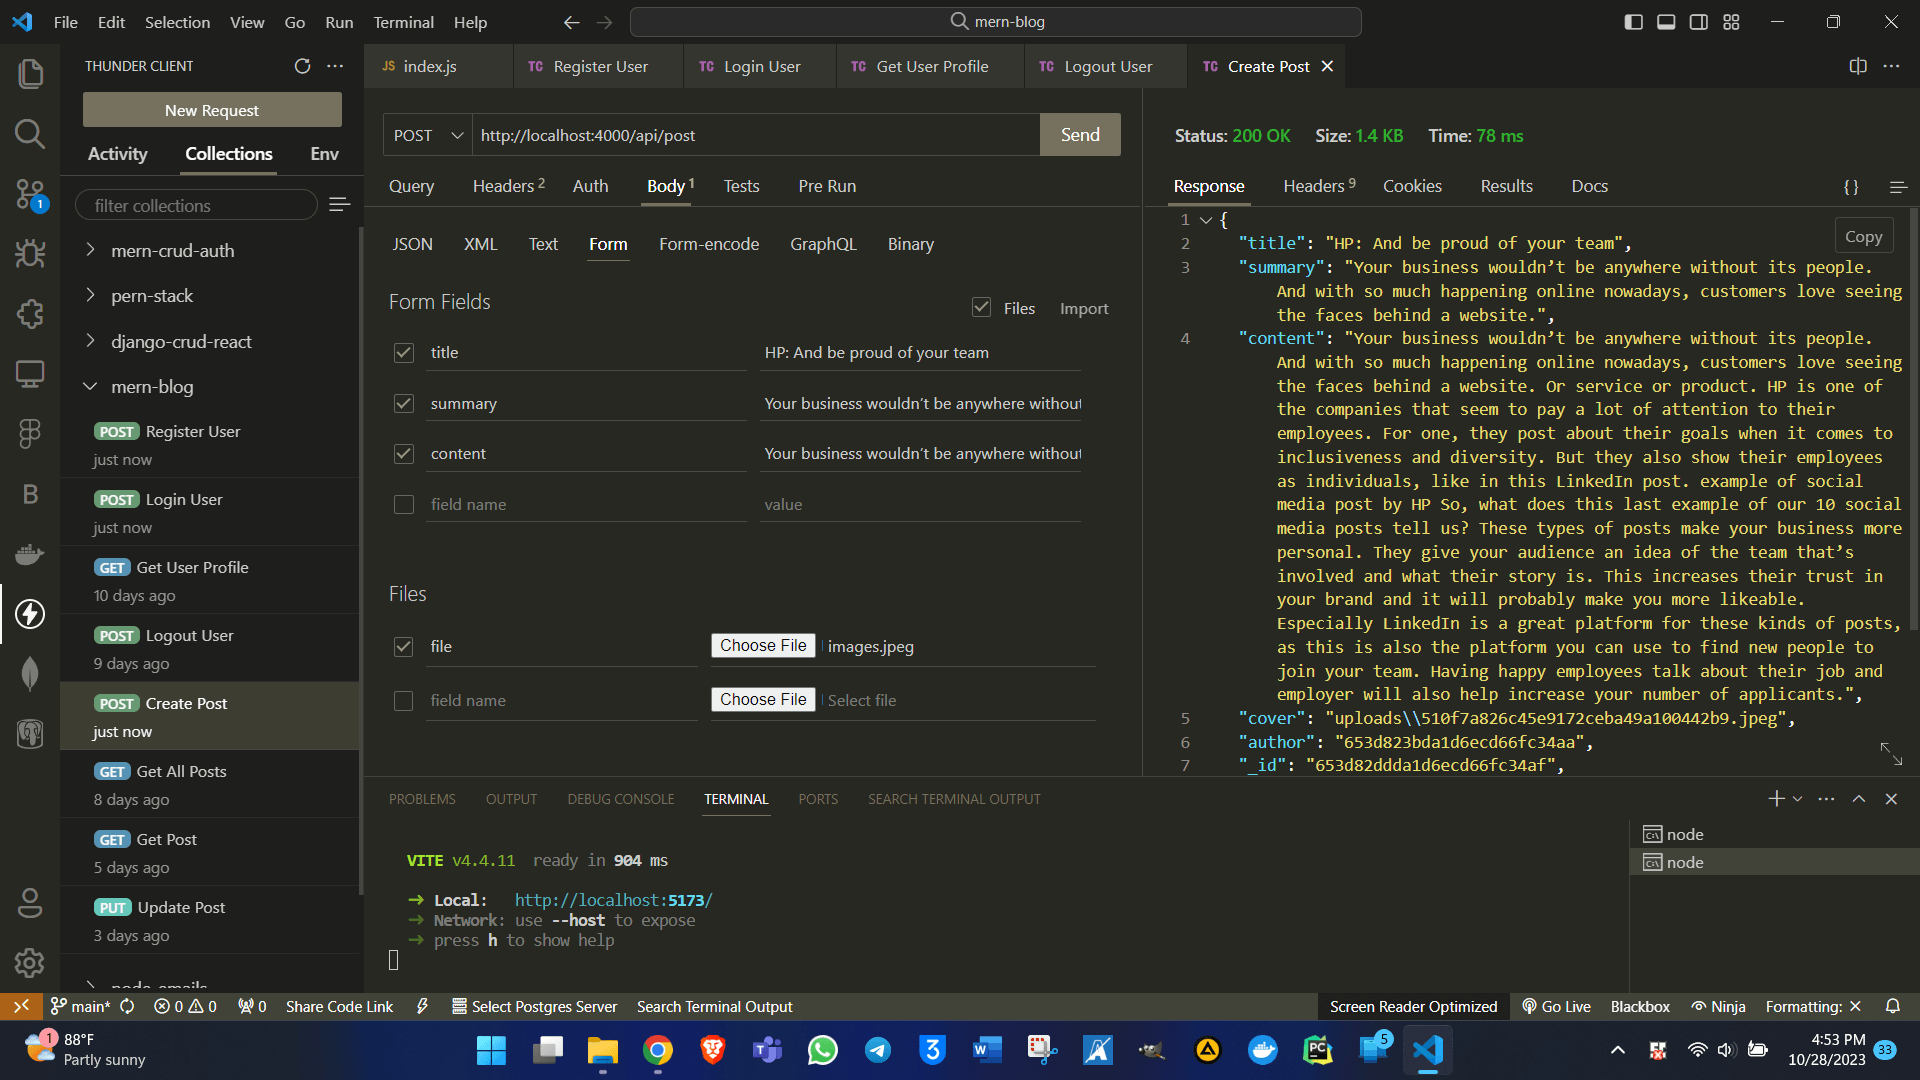 File Edit Selection View Go Run Terminal Help
mern-blog
THUNDER CLIENT
JS index.js
TC Register User
TC Login User
TC Get User Profile
TC Logout User
TC Create Post
New Request
Activity Collections Env
filter collections
mern-crud-auth
pern-stack
django-crud-react
mern-blog
POST Register User
just now
POST Login User
just now
GET Get User Profile
10 days ago
POST Logout User
9 days ago
POST Create Post
just now
GET Get All Posts
8 days ago
GET Get Post
5 days ago
PUT Update Post
3 days ago
node-emails
1
B
POST http://localhost:4000/api/post Send
Query Headers 2 Auth Body 1 Tests Pre Run
JSON XML Text Form Form-encode GraphQL Binary
Form Fields Files Import
title HP: And be proud of your team
summary Your business wouldn’t be anywhere without
content Your business wouldn’t be anywhere without
field name value
Files
file Choose File images.jpeg
field name Choose File Select file
Status: 200 OK Size: 1.4 KB Time: 78 ms
Response Headers 9 Cookies Results Docs {}
Copy
1 {
2 "title": "HP: And be proud of your team",
3 "summary": "Your business wouldn’t be anywhere without its people.
And with so much happening online nowadays, customers love seeing
the faces behind a website.",
4 "content": "Your business wouldn’t be anywhere without its people.
And with so much happening online nowadays, customers love seeing
the faces behind a website. Or service or product. HP is one of
the companies that seem to pay a lot of attention to their
employees. For one, they post about their goals when it comes to
inclusiveness and diversity. But they also show their employees
as individuals, like in this LinkedIn post. example of social
media post by HP So, what does this last example of our 10 social
media posts tell us? These types of posts make your business more
personal. They give your audience an idea of the team that’s
involved and what their story is. This increases their trust in
your brand and it will probably make you more likeable.
Especially LinkedIn is a great platform for these kinds of posts,
as this is also the platform you can use to find new people to
join your team. Having happy employees talk about their job and
employer will also help increase your number of applicants.",
5 "cover": "uploads\\510f7a826c45e9172ceba49a100442b9.jpeg",
6 "author": "653d823bda1d6ecd66fc34aa",
7 "_id": "653d82ddda1d6ecd66fc34af",
PROBLEMS OUTPUT DEBUG CONSOLE TERMINAL PORTS SEARCH TERMINAL OUTPUT
VITE v4.4.11 ready in 904 ms
➜ Local: http://localhost:5173/
➜ Network: use --host to expose
➜ press h to show help
node
node
main* 0 0 0 Share Code Link Select Postgres Server Search Terminal Output
Screen Reader Optimized Go Live Blackbox Ninja Formatting: ✕
1
88°F
Partly sunny
3
W
PC
5
4:53 PM
10/28/2023
33